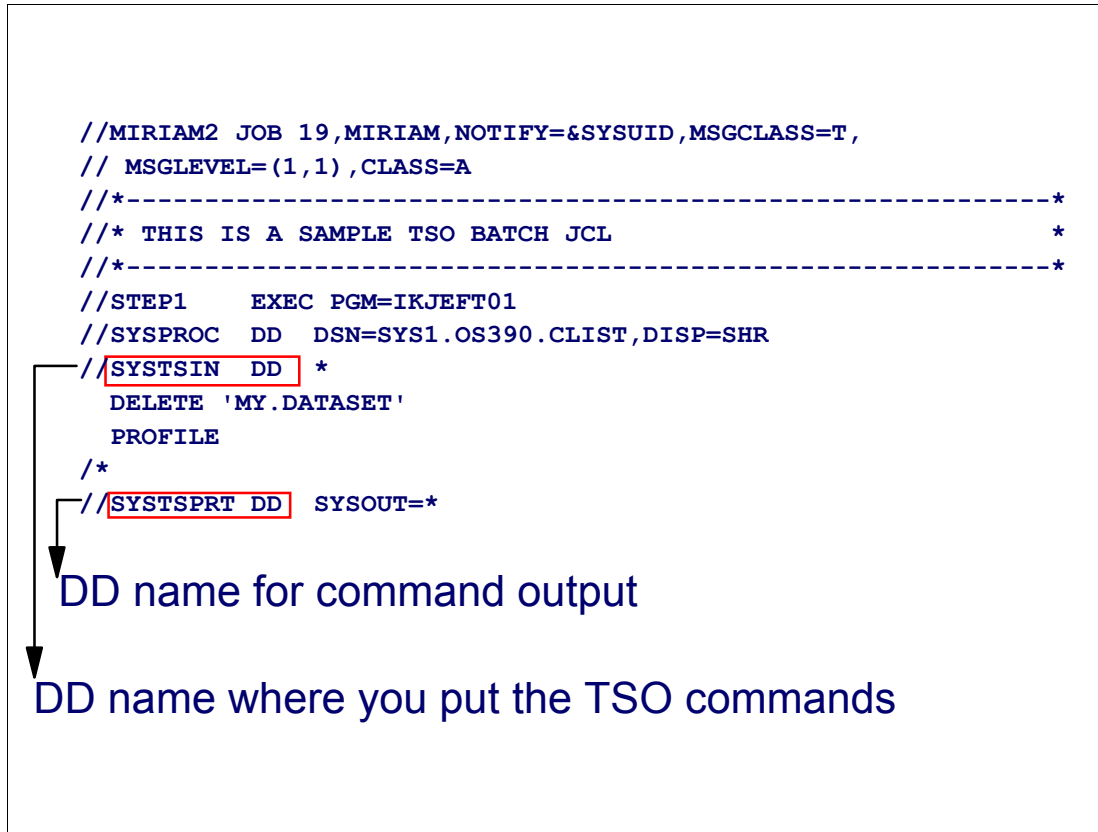 //MIRIAM2 JOB 19,MIRIAM,NOTIFY=&SYSUID,MSGCLASS=T,
// MSGLEVEL=(1,1),CLASS=A
//*-----------------------------------------------------------*
//* THIS IS A SAMPLE TSO BATCH JCL                            *
//*-----------------------------------------------------------*
//STEP1    EXEC PGM=IKJEFT01
//SYSPROC  DD  DSN=SYS1.OS390.CLIST,DISP=SHR
//SYSTSIN  DD  *
  DELETE 'MY.DATASET'
  PROFILE
/*
//SYSTSPRT DD  SYSOUT=*
DD name for command output
DD name where you put the TSO commands